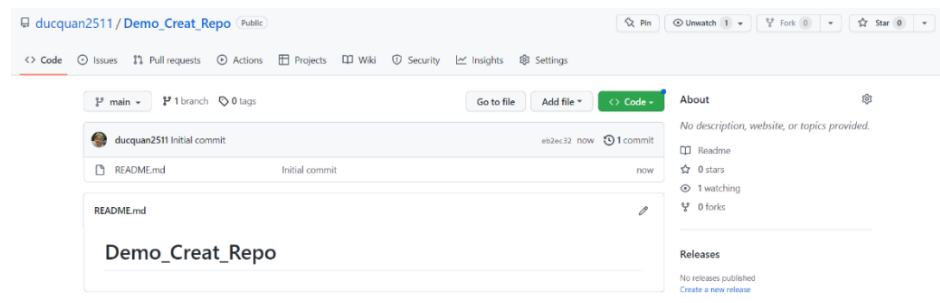 ducquan2511 / Demo_Creat_Repo Public Pin Unwatch 1 Fork 0 Star 0
<> Code Issues Pull requests Actions Projects Wiki Security Insights Settings
main 1 branch 0 tags Go to file Add file <> Code
ducquan2511 Initial commit eb2ec32 now 1 commit
README.md Initial commit now
README.md
Demo_Creat_Repo
About
No description, website, or topics provided.
Readme
0 stars
1 watching
0 forks
Releases
No releases published
Create a new release